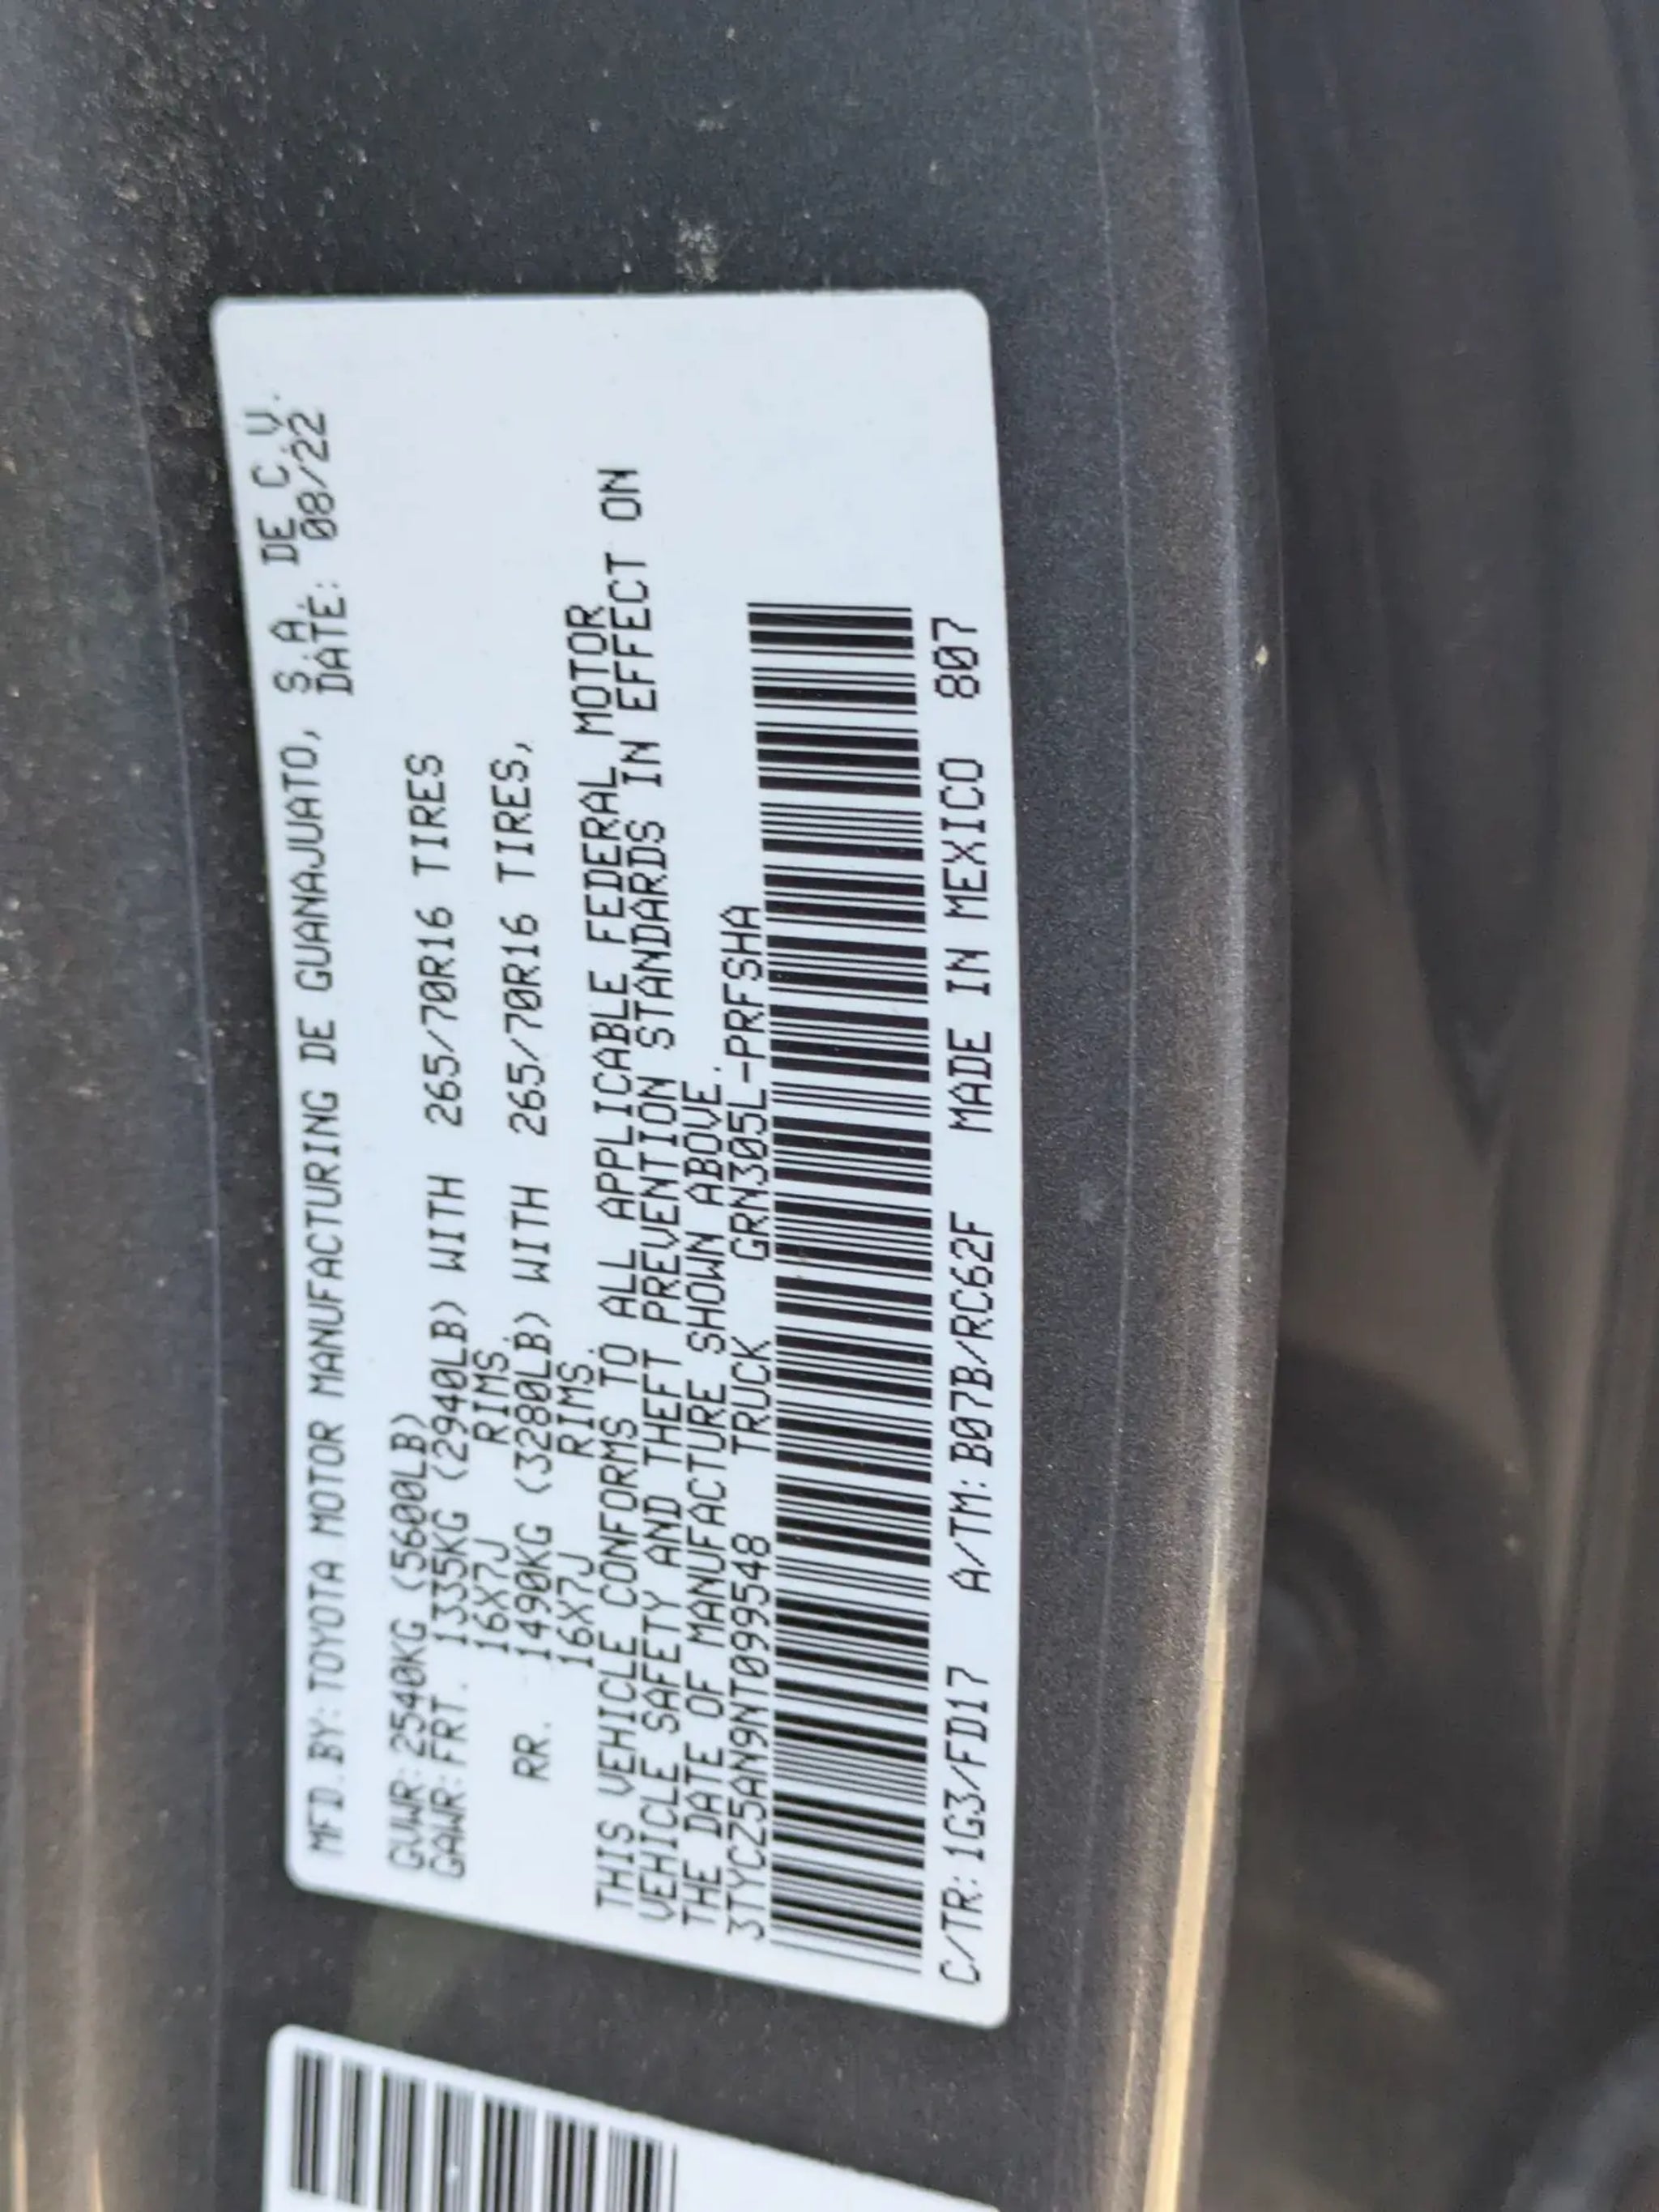 MFD.BY:TOYOTA MOTOR MANUFACTURING DE GUANAJUATO, S.A. DE C.V.
DATE: 08/22
GVWR:2540KG (5600LB)
GAWR:FRT. 1335KG (2940LB) WITH 265/70R16 TIRES
16X7J RIMS.
RR. 1490KG (3280LB) WITH 265/70R16 TIRES,
16X7J RIMS.
THIS VEHICLE CONFORMS TO ALL APPLICABLE FEDERAL MOTOR
VEHICLE SAFETY AND THEFT PREVENTION STANDARDS IN EFFECT ON
THE DATE OF MANUFACTURE SHOWN ABOVE.
3TYCZ5AN9NT099548 TRUCK GRN305L-PRFSHA
C/TR:1G3/FD17 A/TM:B07B/RC62F MADE IN MEXICO 807